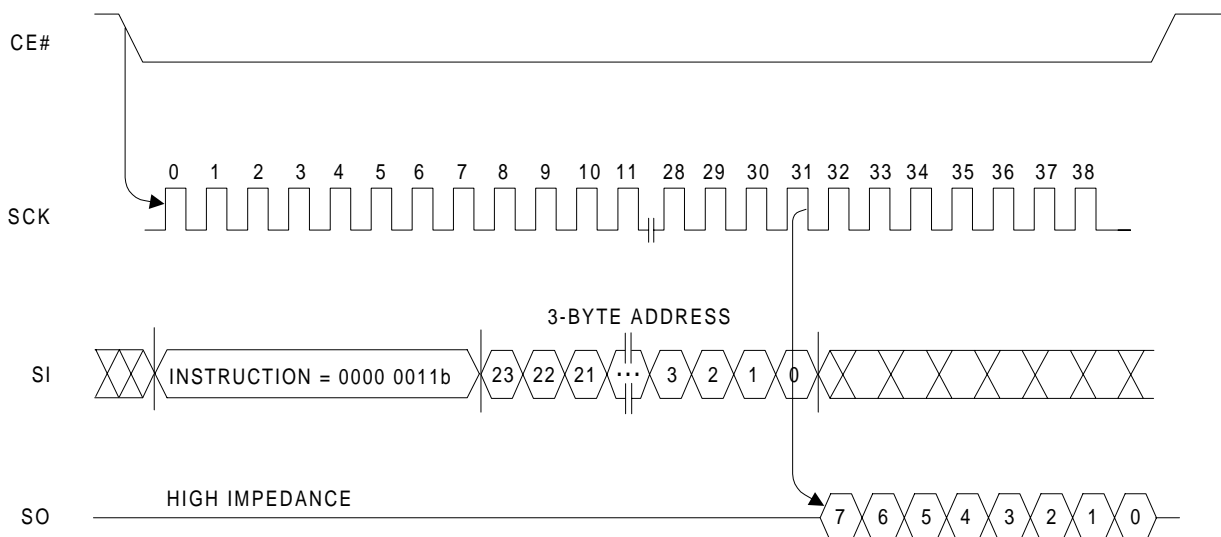 CE#
0 1 2 3 4 5 6 7 8 9 10 11 28 29 30 31 32 33 34 35 36 37 38
SCK
3-BYTE ADDRESS
SI INSTRUCTION = 0000 0011b 23 22 21 ... 3 2 1 0
HIGH IMPEDANCE
SO 7 6 5 4 3 2 1 0